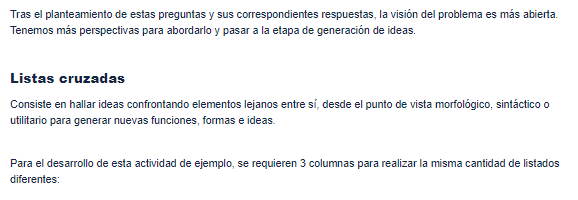 Tras el planteamiento de estas preguntas y sus correspondientes respuestas, la visión del problema es más abierta.
Tenemos más perspectivas para abordarlo y pasar a la etapa de generación de ideas.
Listas cruzadas
Consiste en hallar ideas confrontando elementos lejanos entre sí, desde el punto de vista morfológico, sintáctico o
utilitario para generar nuevas funciones, formas e ideas.
Para el desarrollo de esta actividad de ejemplo, se requieren 3 columnas para realizar la misma cantidad de listados
diferentes: